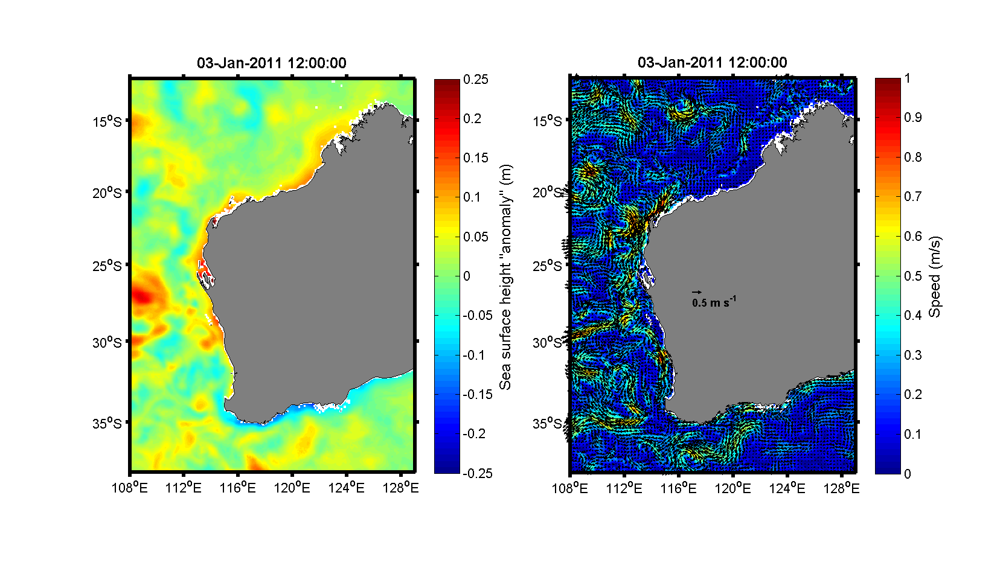 03-Jan-2011 12:00:00
15°S
20°S
25°S
30°S
35°S
108°E
112°E
116°E
120°E
124°E
128°E
0.25
0.2
0.15
0.1
0.05
0
-0.05
-0.1
-0.15
-0.2
-0.25
Sea surface height "anomaly" (m)
03-Jan-2011 12:00:00
15°S
20°S
25°S
30°S
35°S
108°E
112°E
116°E
120°E
124°E
128°E
0.5 m s⁻¹
1
0.9
0.8
0.7
0.6
0.5
0.4
0.3
0.2
0.1
0
Speed (m/s)